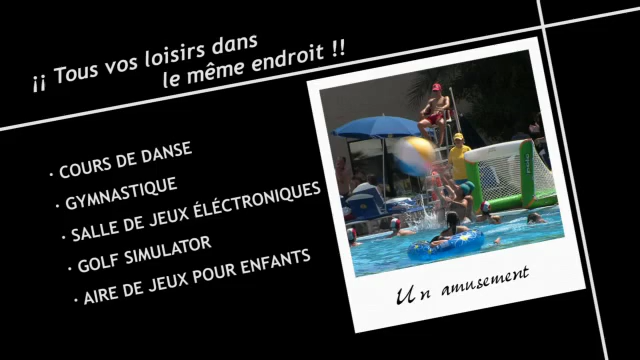 ¡¡ Tous vos loisirs dans
le même endroit !!
· COURS DE DANSE
· GYMNASTIQUE
· SALLE DE JEUX ÉLÉCTRONIQUES
· GOLF SIMULATOR
· AIRE DE JEUX POUR ENFANTS
Un amusement